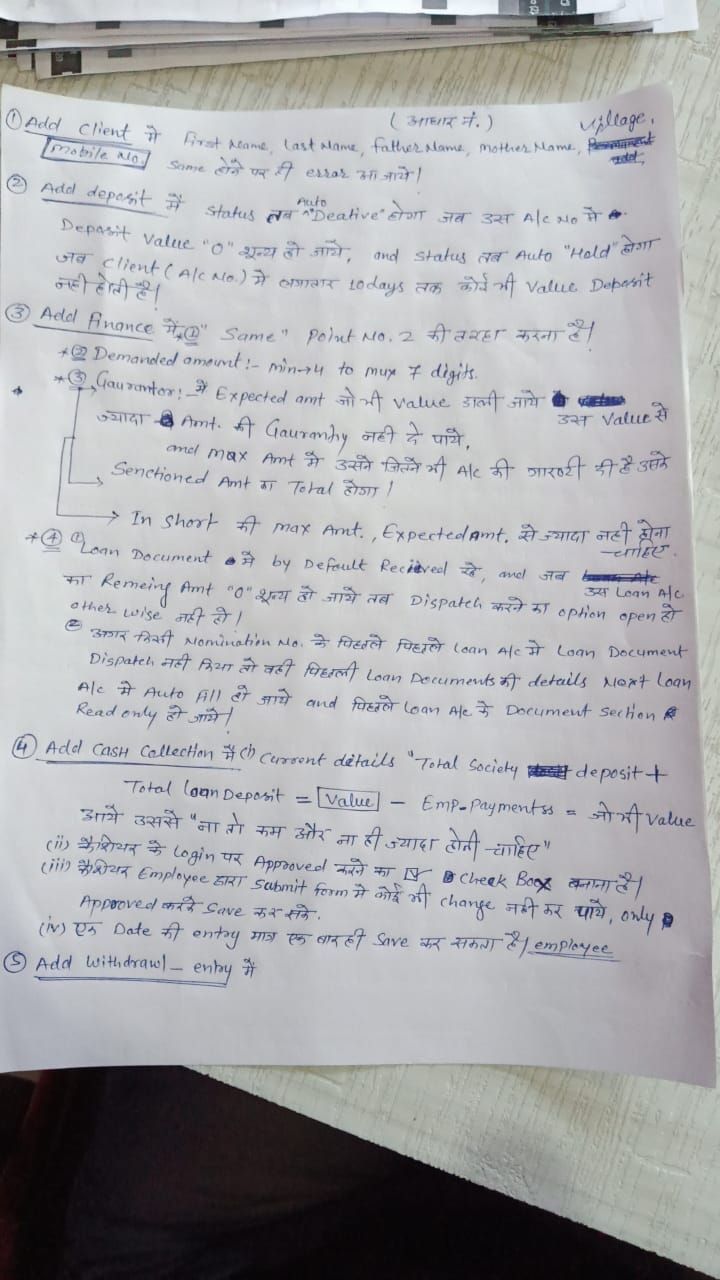 ( आधार नं. ) village,
① Add Client में First Name, Last Name, Father Name, Mother Name,
Mobile No. Same होने पर ही error आ जाये।
② Add deposit में Status तब Auto "Deative" होगा जब उस A/c No में
Deposit Value "0" शून्य हो जाये, and status तब Auto "Hold" होगा
जब Client (A/c No.) में लगातार 10days तक कोई भी Value Deposit
नही होती है।
③ Add Finance में, ① "Same" Point No. 2 की तरहा करना है।
* ② Demanded amount :- min→4 to mux 7 digits.
* ③ Gaurantor :- में Expected amt जो भी value डाली जाये उस Value से
ज्यादा Amt. की Gauranhy नही दे पाये,
and max Amt में उसने जितने भी A/c की गारण्टी की है उसके
Senctioned Amt का Total होगा।
→ In Short की max Amt., Expected Amt. से ज्यादा नही होना
चाहिए.
* ④ ① Loan Document में by Default Recieved रहे, and जब उस Loan A/c
का Remeing Amt "0" शून्य हो जाये तब Dispatch करने का option open हो
other wise नही हो।
② अगर किसी Nomination No. के पिछले पिछले Loan A/c में Loan Document
Dispatch नही किया तो वही पिछली Loan Documents की details Next Loan
A/c में Auto fill हो जाये and पिछले Loan A/c के Document Section
Read only हो जाये।
④ Add Cash Collection में (i) Current details "Total Society deposit +
Total Loan Deposit = Value - Emp-Paymentss = जो भी Value
आये उससे "ना तो कम और ना ही ज्यादा होनी चाहिए"
(ii) कैशियर के Login पर Approved करने का ☑ Check Box बनाना है।
(iii) कैशियर Employee द्वारा Submit form में कोई भी change नही कर पाये, only
Approved करके Save कर सके.
(iv) एक Date की entry मात्र एक बार ही Save कर सकता है। employee
⑤ Add Withdrawl - entry में